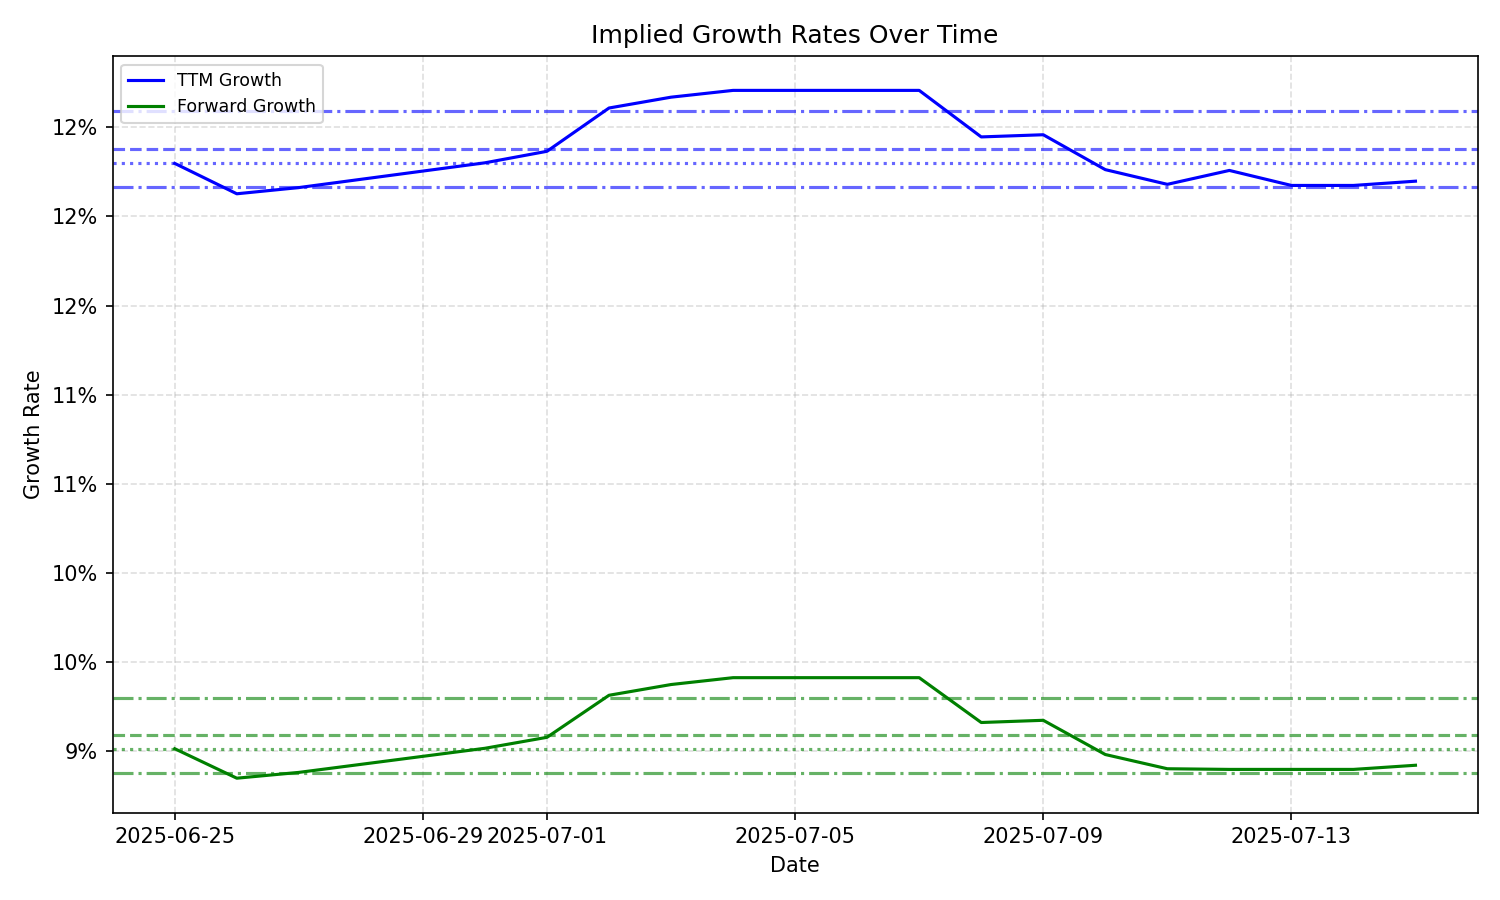 Implied Growth Rates Over Time
TTM Growth
Forward Growth
12%
12%
12%
11%
11%
10%
10%
9%
Growth Rate
2025-06-25
2025-06-29
2025-07-01
2025-07-05
2025-07-09
2025-07-13
Date